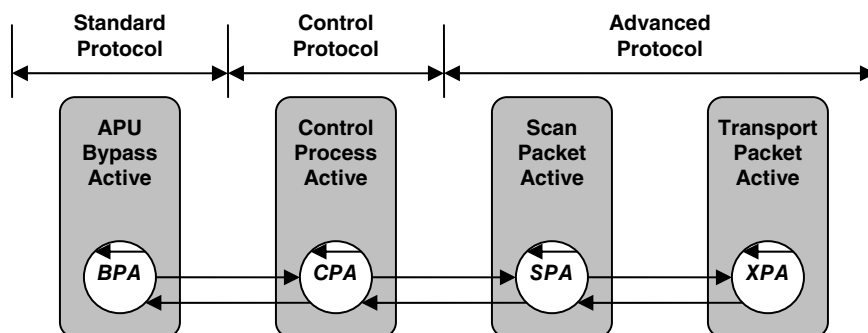 Standard
Protocol
Control
Protocol
Advanced
Protocol
APU
Bypass
Active
Control
Process
Active
Scan
Packet
Active
Transport
Packet
Active
BPA
CPA
SPA
XPA